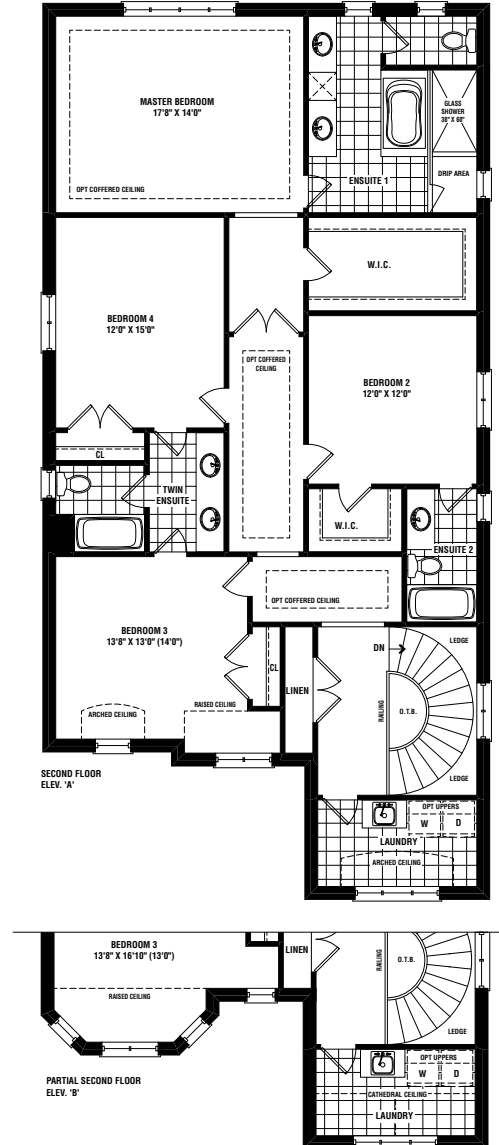 MASTER BEDROOM
17'8" X 14'0"
OPT COFFERED CEILING
GLASS
SHOWER
38" X 60"
DRIP AREA
ENSUITE 1
W.I.C.
BEDROOM 4
12'0" X 15'0"
OPT COFFERED
CEILING
BEDROOM 2
12'0" X 12'0"
CL
TWIN
ENSUITE
W.I.C.
ENSUITE 2
OPT COFFERED CEILING
BEDROOM 3
13'8" X 13'0" (14'0")
CL
LINEN
DN
LEDGE
RAILING
O.T.B.
LEDGE
RAISED CEILING
ARCHED CEILING
SECOND FLOOR
ELEV. 'A'
OPT UPPERS
W
D
LAUNDRY
ARCHED CEILING
BEDROOM 3
13'8" X 16'10" (13'0")
LINEN
RAISED CEILING
RAILING
O.T.B.
LEDGE
OPT UPPERS
W
D
CATHEDRAL CEILING
LAUNDRY
PARTIAL SECOND FLOOR
ELEV. 'B'